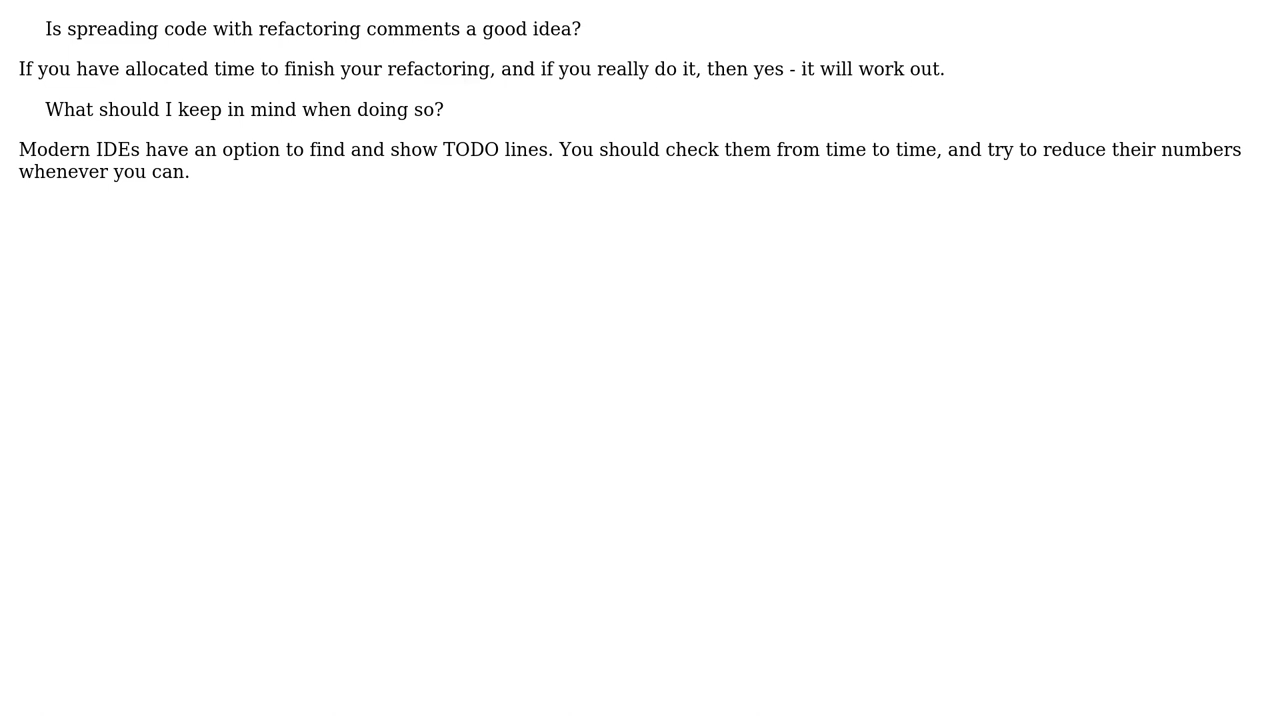 Is spreading code with refactoring comments a good idea?
If you have allocated time to finish your refactoring, and if you really do it, then yes - it will work out.
What should I keep in mind when doing so?
Modern IDEs have an option to find and show TODO lines. You should check them from time to time, and try to reduce their numbers
whenever you can.